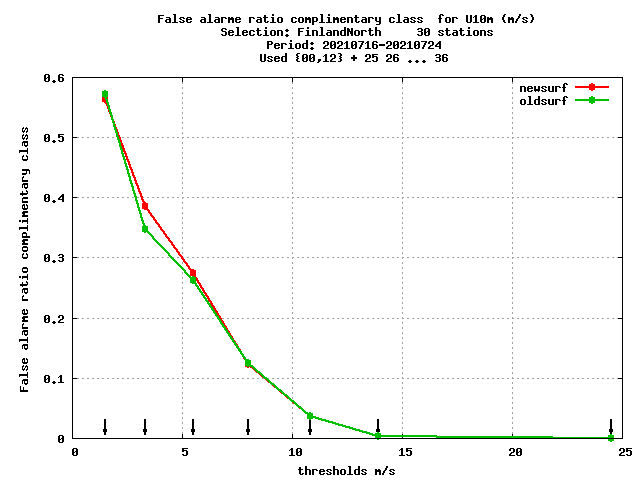 False alarme ratio complimentary class  for U10m (m/s)
Selection: FinlandNorth     30 stations
Period: 20210716-20210724
Used {00,12} + 25 26 ... 36
newsurf
oldsurf
False alarme ratio complimentary class
0.6
0.5
0.4
0.3
0.2
0.1
0
0 5 10 15 20 25
thresholds m/s